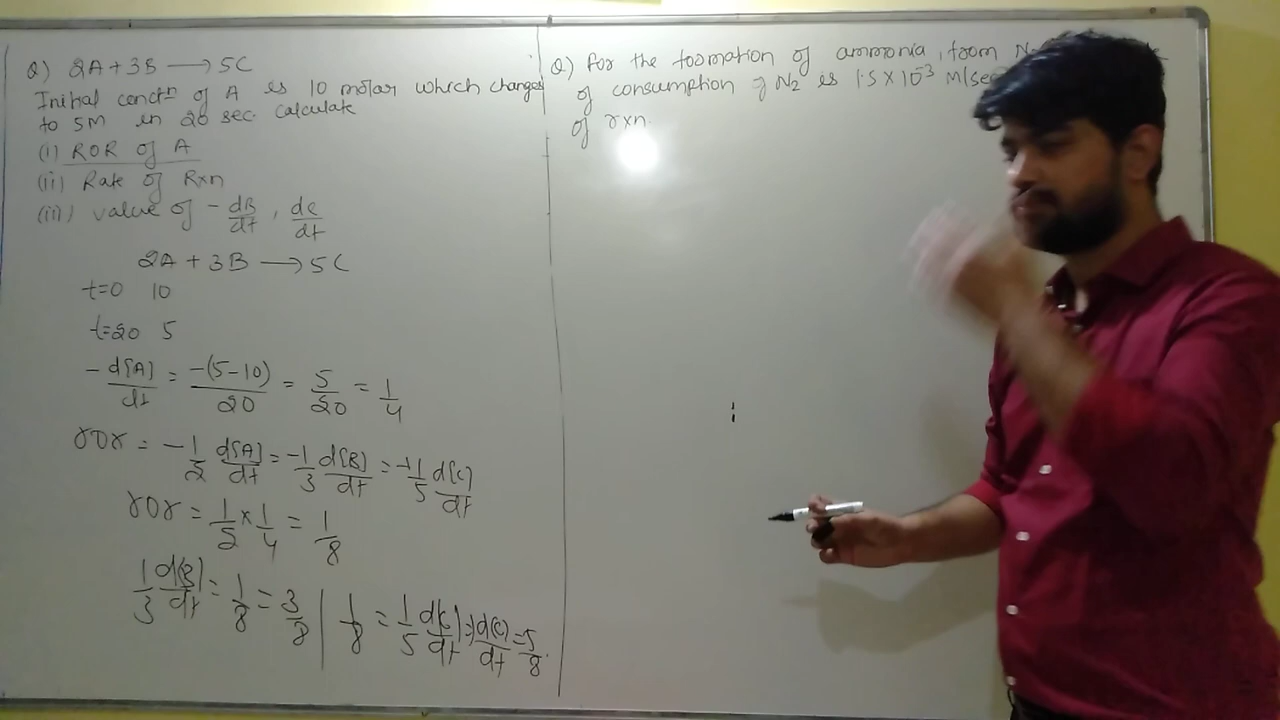 Q) 2A + 3B ⟶ 5C
Initial conctⁿ of A is 10 molar which changes
to 5M in 20 sec. calculate
(i) ROR of A
(ii) Rate of Rxn
(iii) value of - dB/dt , dC/dt
2A + 3B ⟶ 5C
t=0 10
t=20 5
-d[A]/dt = -(5-10)/20 = 5/20 = 1/4
ror = -1/2 d[A]/dt = -1/3 d[B]/dt = +1/5 d[C]/dt
ror = 1/2 × 1/4 = 1/8
1/3 d[B]/dt = 1/8 = 3/8 | 1/8 = 1/5 d[C]/dt ⇒ d[C]/dt = 5/8.
Q) For the formation of ammonia, from
of consumption of N2 is 1.5 × 10⁻³ M/sec
of rxn.